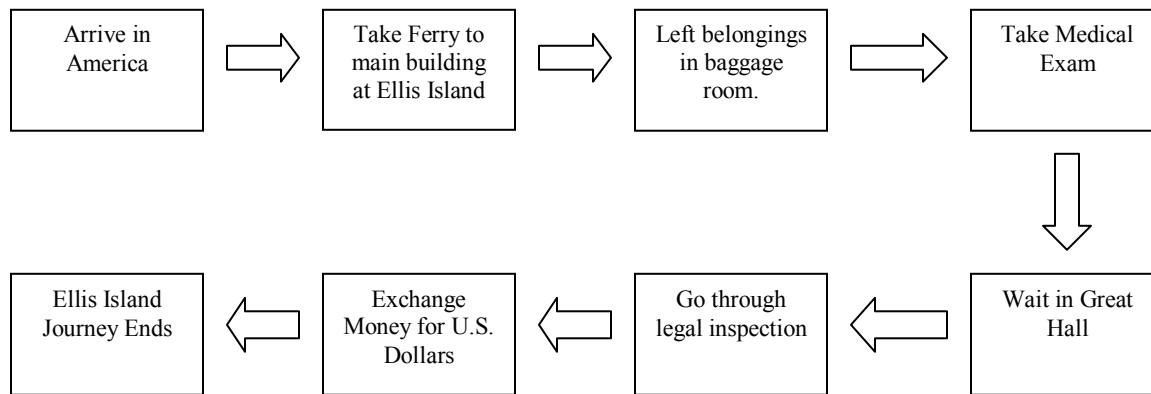 Arrive in
America
Take Ferry to
main building
at Ellis Island
Left belongings
in baggage
room.
Take Medical
Exam
Wait in Great
Hall
Go through
legal inspection
Exchange
Money for U.S.
Dollars
Ellis Island
Journey Ends